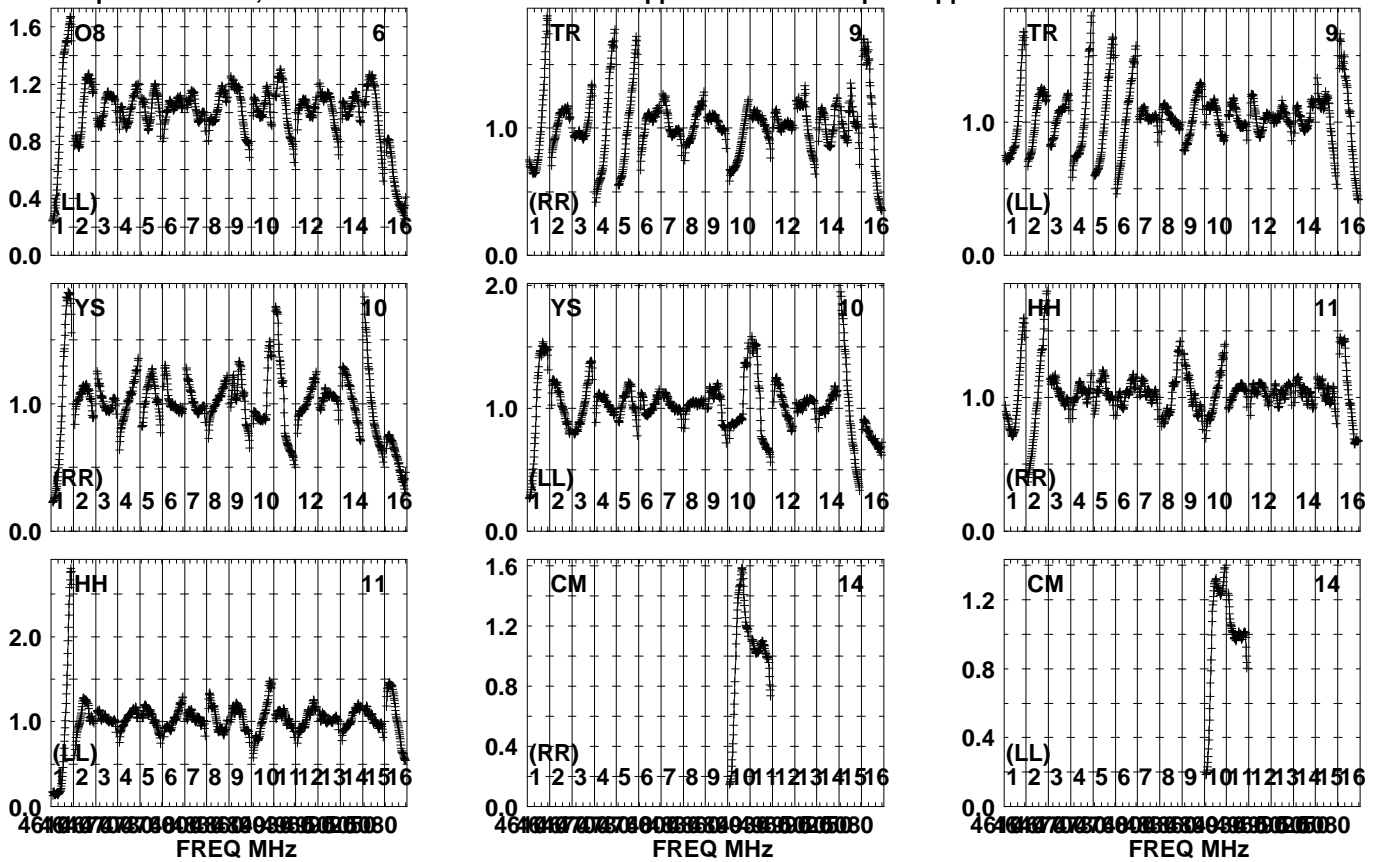 1.6 O8 6
1.2
0.8
0.4 (LL)
1 2 3 4 5 6 7 8 9 10 12 14 16
0.0
TR 9
1.0
(RR)
1 2 3 4 5 6 7 8 9 10 12 14 16
0.0
TR 9
1.0
(LL)
1 2 3 4 5 6 7 8 9 10 12 14 16
0.0
YS 10
1.0
(RR)
1 2 3 4 5 6 7 8 9 10 12 14 16
0.0
2.0 YS 10
1.0
(LL)
1 2 3 4 5 6 7 8 9 10 12 14 16
0.0
HH 11
1.0
(RR)
1 2 3 4 5 6 7 8 9 10 12 14 16
0.0
HH 11
2.0
1.0
(LL)
1 2 3 4 5 6 7 8 9 10 11 12 13 14 15 16
0.0
FREQ MHz
1.6 CM 14
1.2
0.8
0.4 (RR)
1 2 3 4 5 6 7 8 9 10 11 12 13 14 15 16
0.0
FREQ MHz
CM 14
1.2
0.8
0.4 (LL)
1 2 3 4 5 6 7 8 9 10 11 12 13 14 15 16
0.0
FREQ MHz